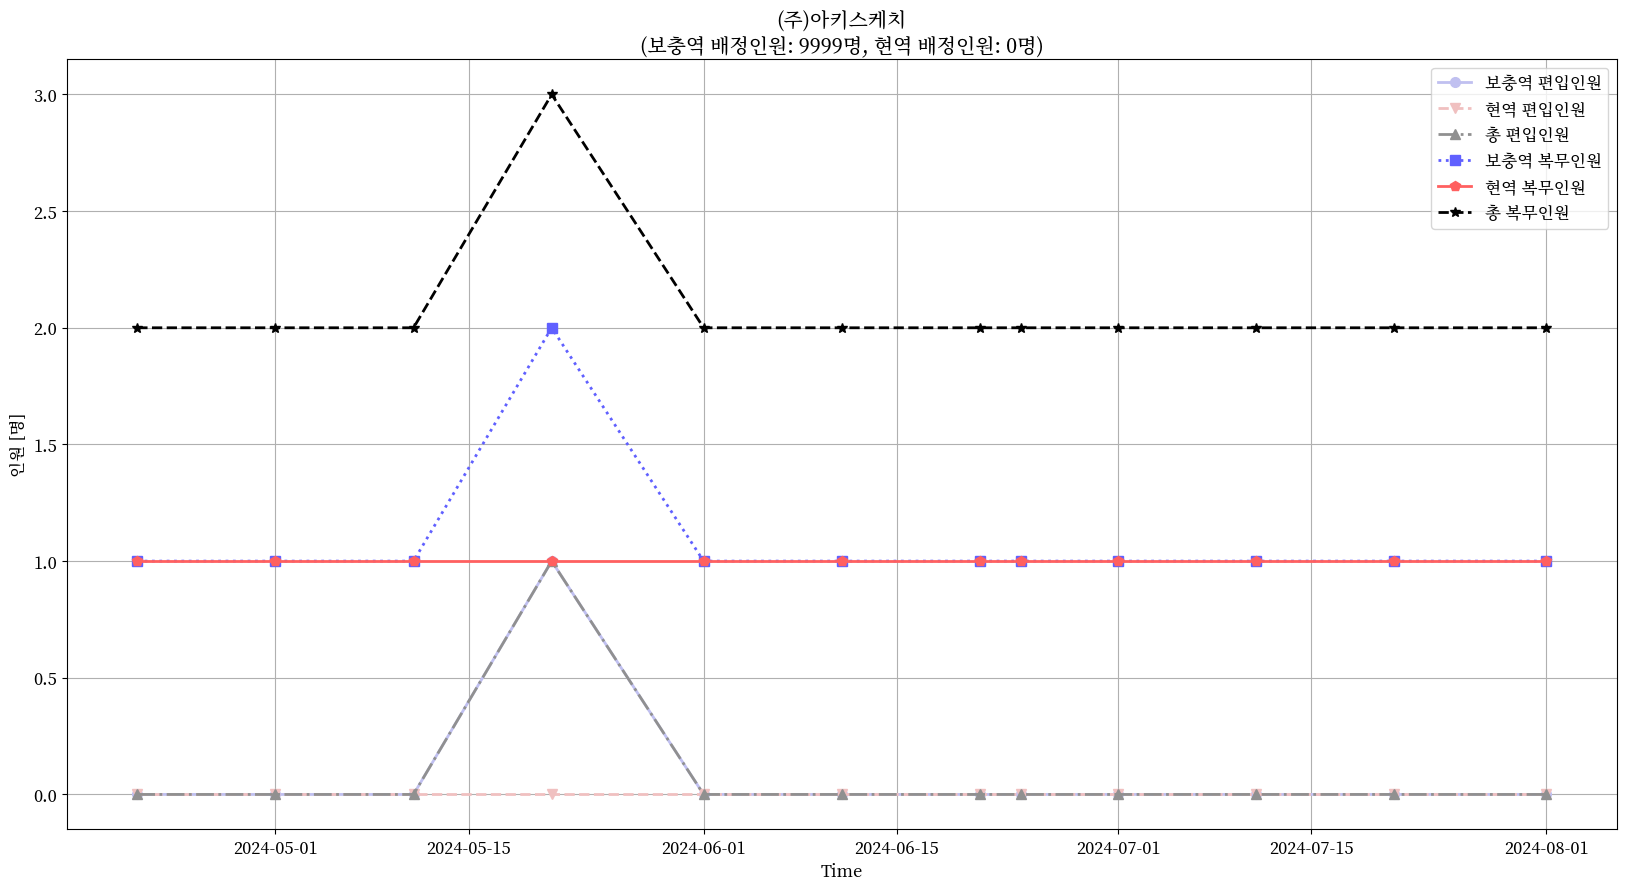 (주)아키스케치
(보충역 배정인원: 9999명, 현역 배정인원: 0명)
보충역 편입인원
현역 편입인원
총 편입인원
보충역 복무인원
현역 복무인원
총 복무인원
인원 [명]
3.0
2.5
2.0
1.5
1.0
0.5
0.0
2024-05-01 2024-05-15 2024-06-01 2024-06-15 2024-07-01 2024-07-15 2024-08-01
Time